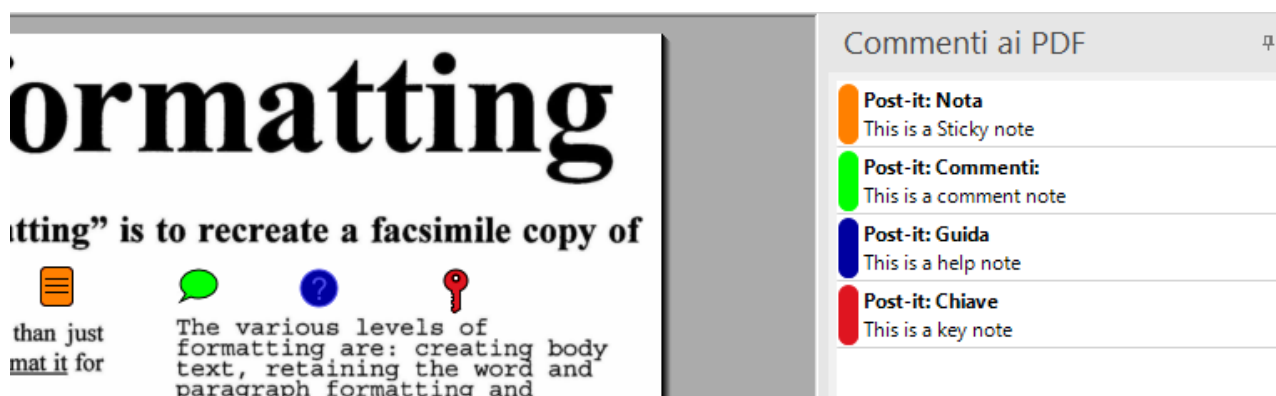 ormatting
tting” is to recreate a facsimile copy of
than just
mat it for
The various levels of
formatting are: creating body
text, retaining the word and
paragraph formatting and
Commenti ai PDF
Post-it: Nota
This is a Sticky note
Post-it: Commenti:
This is a comment note
Post-it: Guida
This is a help note
Post-it: Chiave
This is a key note